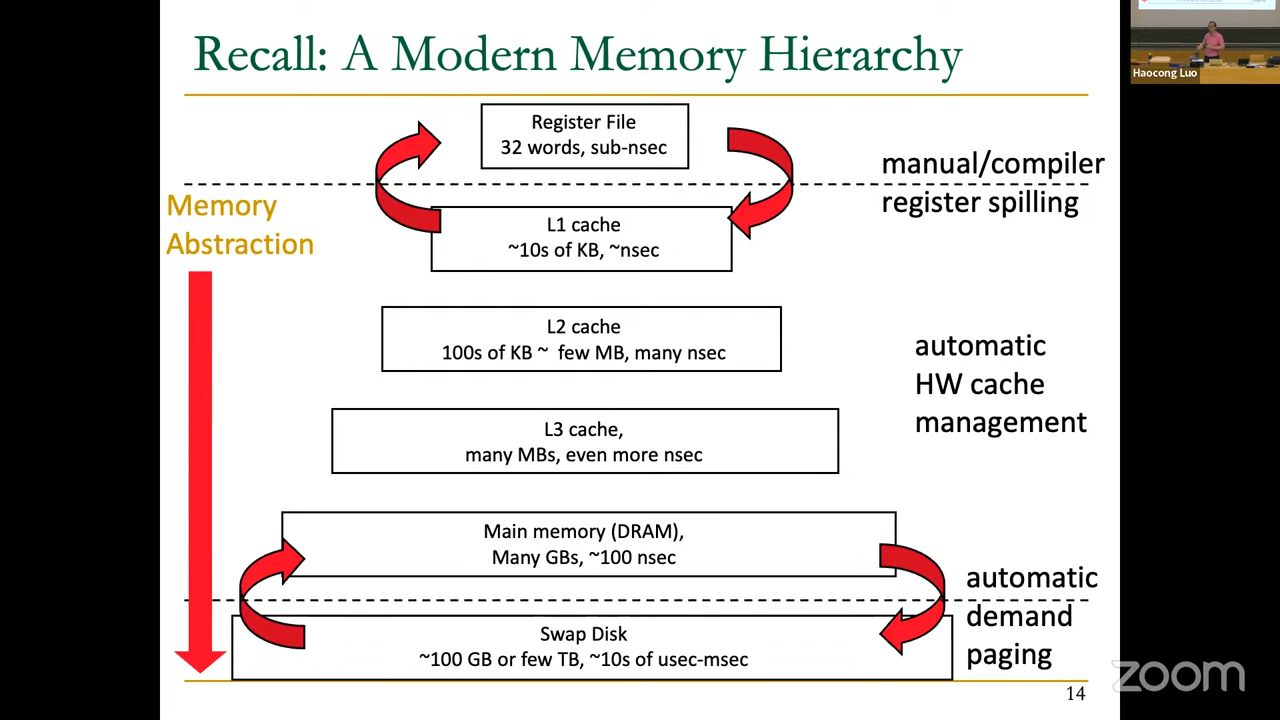 Recall: A Modern Memory Hierarchy
Haocong Luo
Register File
32 words, sub-nsec
manual/compiler
register spilling
Memory
Abstraction
L1 cache
~10s of KB, ~nsec
L2 cache
100s of KB ~ few MB, many nsec
automatic
HW cache
management
L3 cache,
many MBs, even more nsec
Main memory (DRAM),
Many GBs, ~100 nsec
automatic
demand
paging
Swap Disk
~100 GB or few TB, ~10s of usec-msec
14
zoom